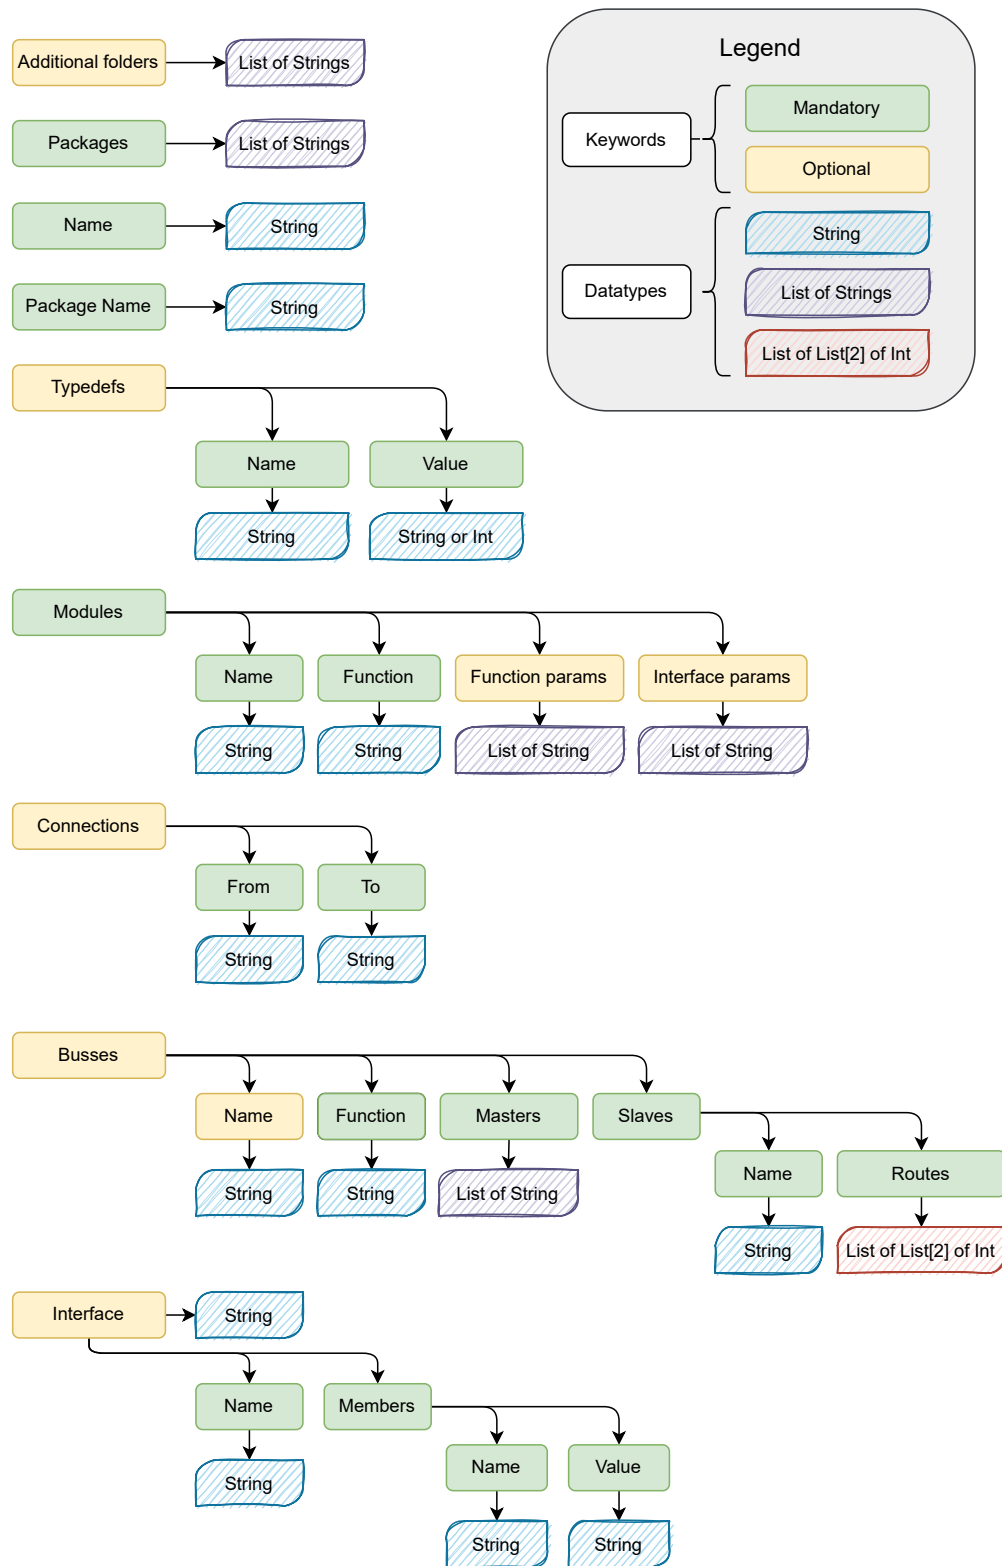 Additional folders
List of Strings
Packages
List of Strings
Name
String
Package Name
String
Legend
Keywords
Mandatory
Optional
Datatypes
String
List of Strings
List of List[2] of Int
Typedefs
Name
Value
String
String or Int
Modules
Name
Function
Function params
Interface params
String
String
List of String
List of String
Connections
From
To
String
String
Busses
Name
Function
Masters
Slaves
String
String
List of String
Name
Routes
String
List of List[2] of Int
Interface
String
Name
Members
String
Name
Value
String
String